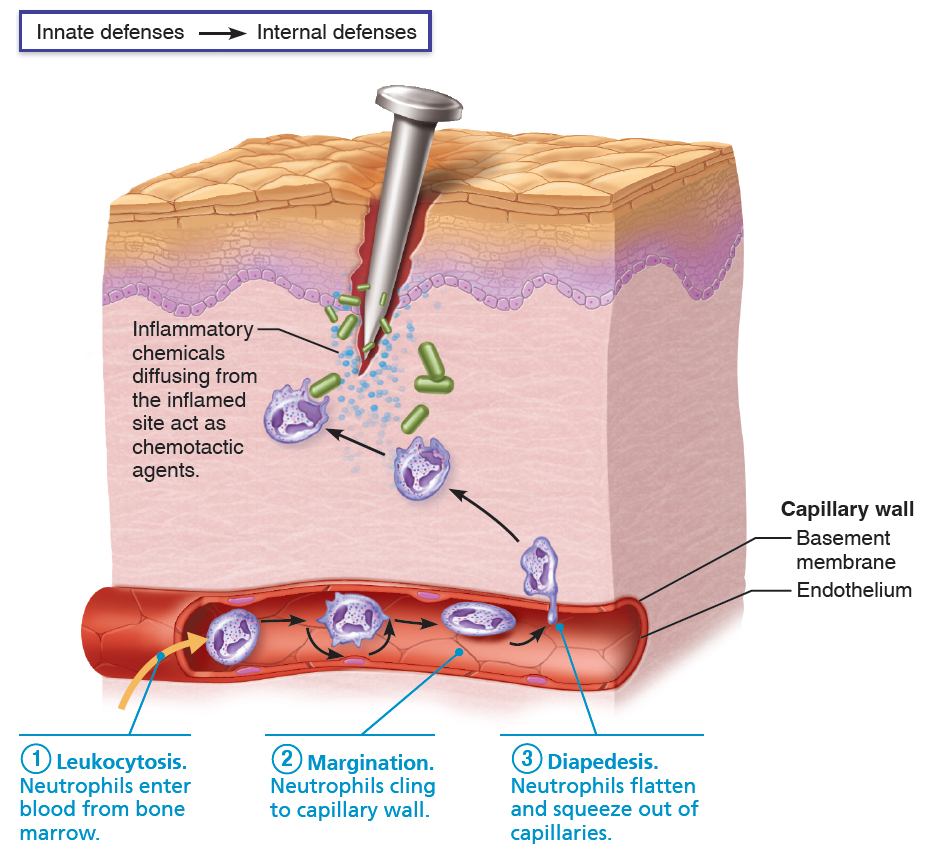 Innate defenses → Internal defenses
Inflammatory
chemicals
diffusing from
the inflamed
site act as
chemotactic
agents.
Capillary wall
Basement
membrane
Endothelium
1 Leukocytosis.
Neutrophils enter
blood from bone
marrow.
2 Margination.
Neutrophils cling
to capillary wall.
3 Diapedesis.
Neutrophils flatten
and squeeze out of
capillaries.